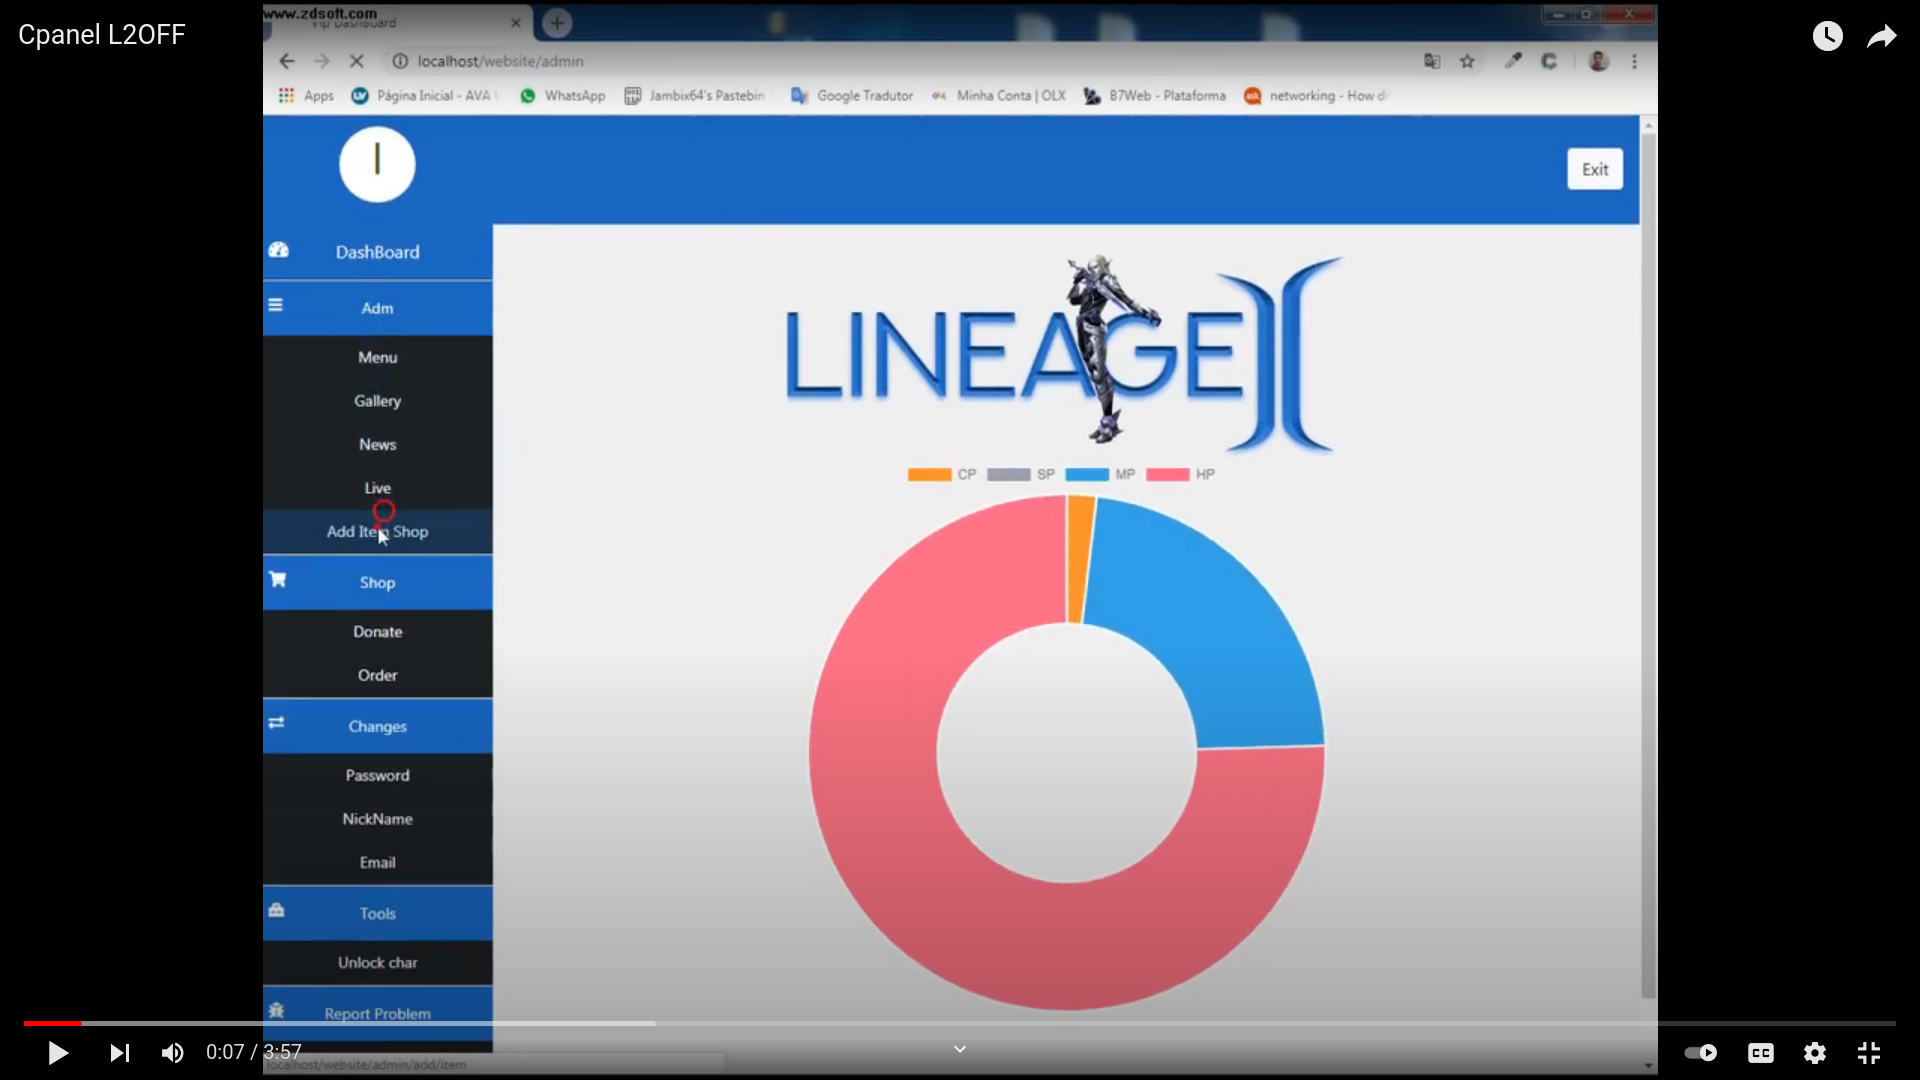 Cpanel L2OFF
www.zdsoft.com
Vip DashBoard
localhost/website/admin
Apps Página Inicial - AVA WhatsApp Jambix64's Pastebin Google Tradutor Minha Conta | OLX B7Web - Plataforma networking - How
Exit
DashBoard
Adm
Menu
Gallery
News
Live
Add Item Shop
Shop
Donate
Order
Changes
Password
NickName
Email
Tools
Unlock char
Report Problem
LINEAGE II
CP SP MP HP
0:07 / 3:57
CC
localhost/website/admin/add/item